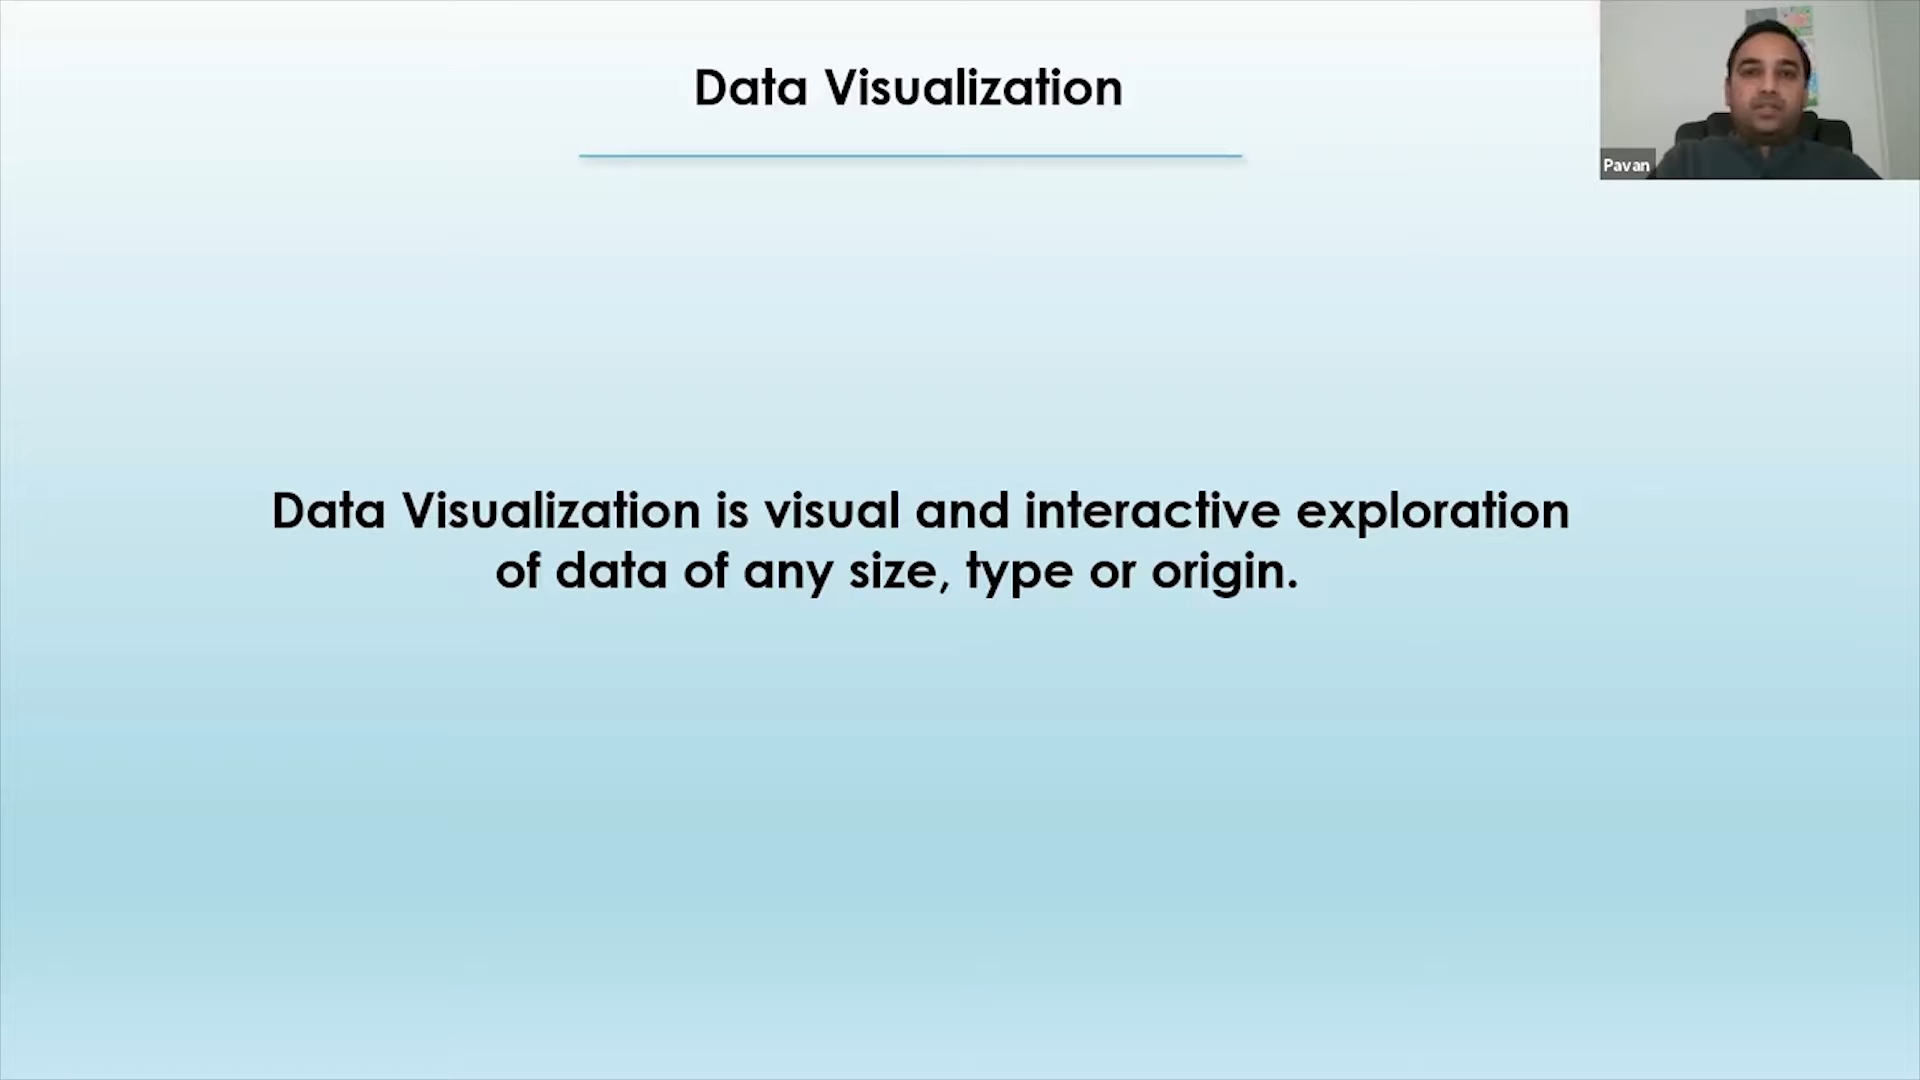 Data Visualization
Pavan
Data Visualization is visual and interactive exploration
of data of any size, type or origin.